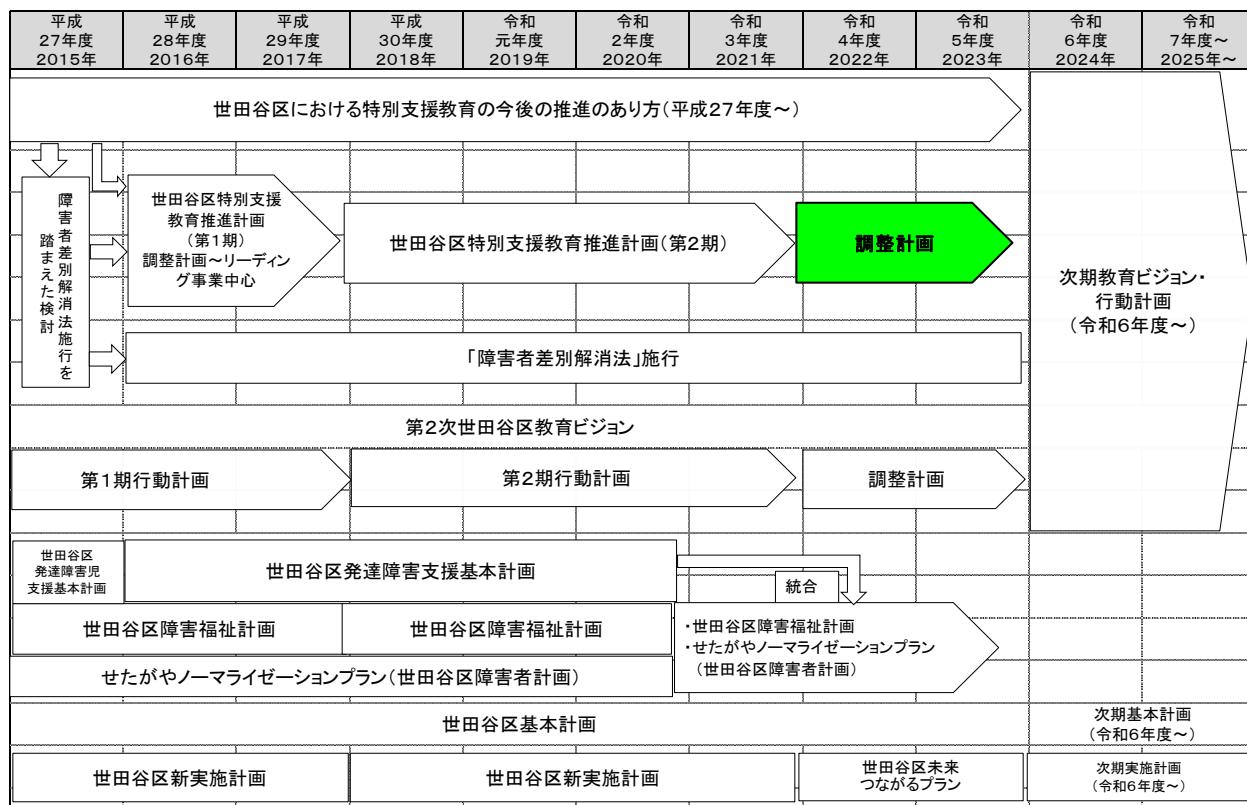 平成
27年度
2015年
平成
28年度
2016年
平成
29年度
2017年
平成
30年度
2018年
令和
元年度
2019年
令和
2年度
2020年
令和
3年度
2021年
令和
4年度
2022年
令和
5年度
2023年
令和
6年度
2024年
令和
7年度～
2025年～
世田谷区における特別支援教育の今後の推進のあり方（平成27年度～）
障害者差別解消法施行を
踏まえた検討
世田谷区特別支援
教育推進計画
（第1期）
調整計画～リーディン
グ事業中心
世田谷区特別支援教育推進計画（第2期）
調整計画
次期教育ビジョン・
行動計画
（令和6年度～）
「障害者差別解消法」施行
第2次世田谷区教育ビジョン
第1期行動計画
第2期行動計画
調整計画
世田谷区
発達障害児
支援基本計画
世田谷区発達障害支援基本計画
統合
世田谷区障害福祉計画
世田谷区障害福祉計画
・世田谷区障害福祉計画
・せたがやノーマライゼーションプラン
（世田谷区障害者計画）
せたがやノーマライゼーションプラン（世田谷区障害者計画）
世田谷区基本計画
次期基本計画
（令和6年度～）
世田谷区新実施計画
世田谷区新実施計画
世田谷区未来
つながるプラン
次期実施計画
（令和6年度～）